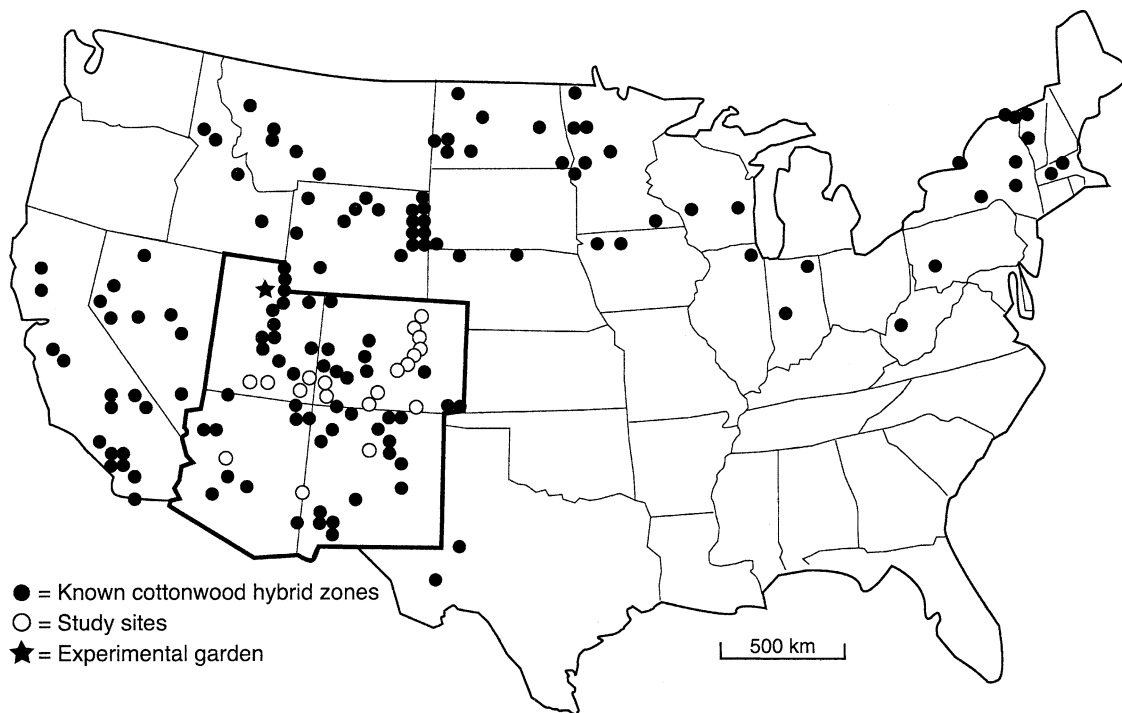 ● = Known cottonwood hybrid zones
○ = Study sites
★ = Experimental garden
500 km